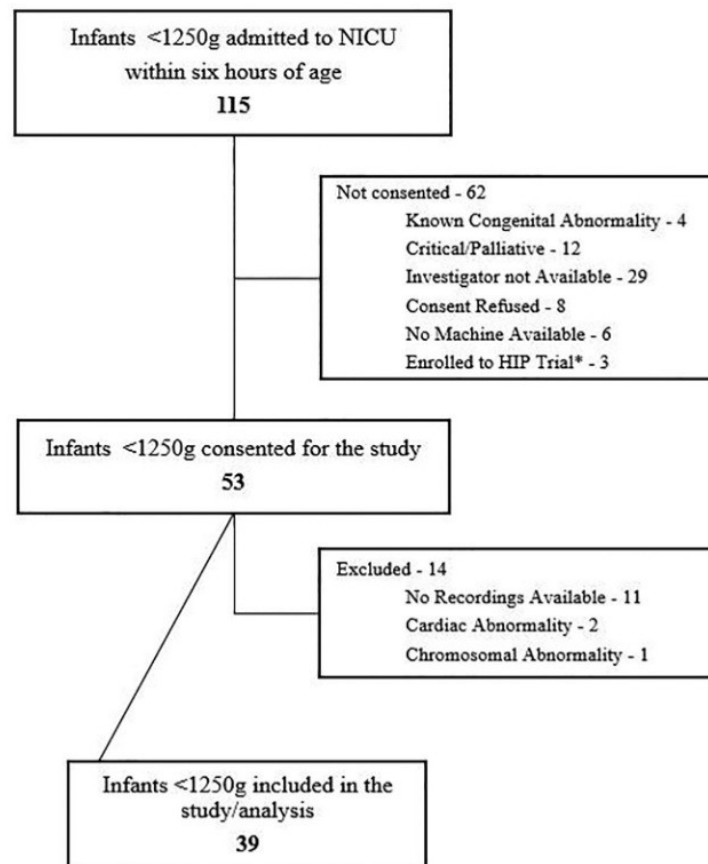 Infants <1250g admitted to NICU
within six hours of age
115
Not consented - 62
Known Congenital Abnormality - 4
Critical/Palliative - 12
Investigator not Available - 29
Consent Refused - 8
No Machine Available - 6
Enrolled to HIP Trial* - 3
Infants <1250g consented for the study
53
Excluded - 14
No Recordings Available - 11
Cardiac Abnormality - 2
Chromosomal Abnormality - 1
Infants <1250g included in the
study/analysis
39